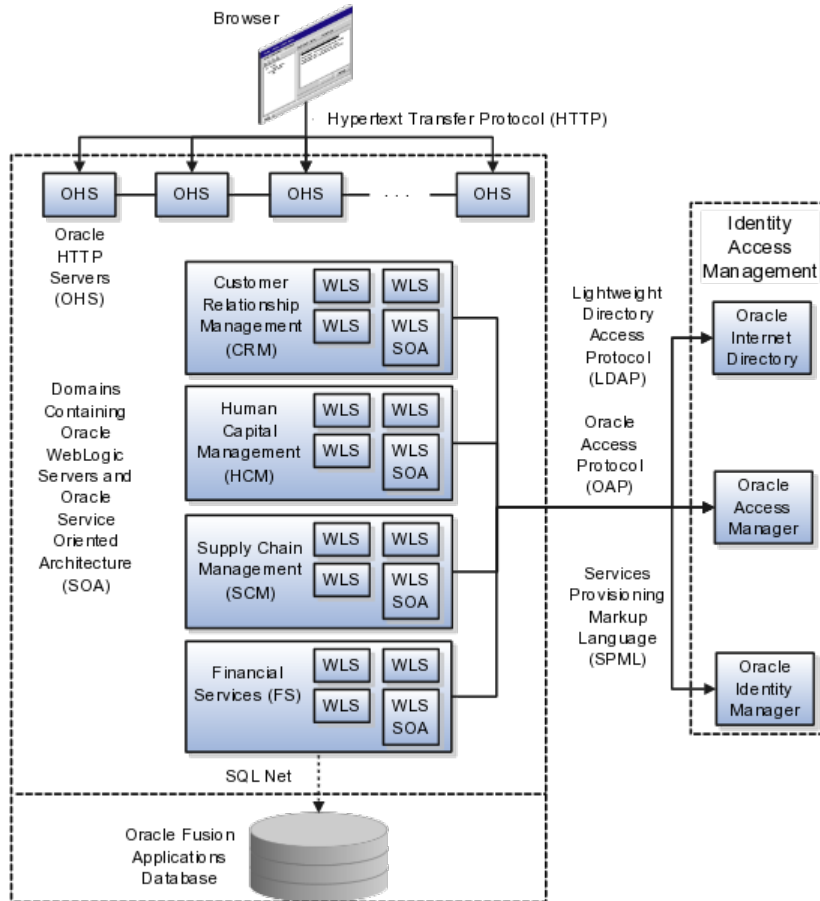 Browser
Hypertext Transfer Protocol (HTTP)
OHS
OHS
OHS
. . .
OHS
Oracle
HTTP
Servers
(OHS)
Customer
Relationship
Management
(CRM)
WLS
WLS
WLS
WLS
SOA
Domains
Containing
Oracle
WebLogic
Servers and
Oracle
Service
Oriented
Architecture
(SOA)
Human
Capital
Management
(HCM)
WLS
WLS
WLS
WLS
SOA
Supply Chain
Management
(SCM)
WLS
WLS
WLS
WLS
SOA
Financial
Services (FS)
WLS
WLS
WLS
WLS
SOA
SQL Net
Oracle Fusion
Applications
Database
Lightweight
Directory
Access
Protocol
(LDAP)
Oracle
Access
Protocol
(OAP)
Services
Provisioning
Markup
Language
(SPML)
Identity
Access
Management
Oracle
Internet
Directory
Oracle
Access
Manager
Oracle
Identity
Manager